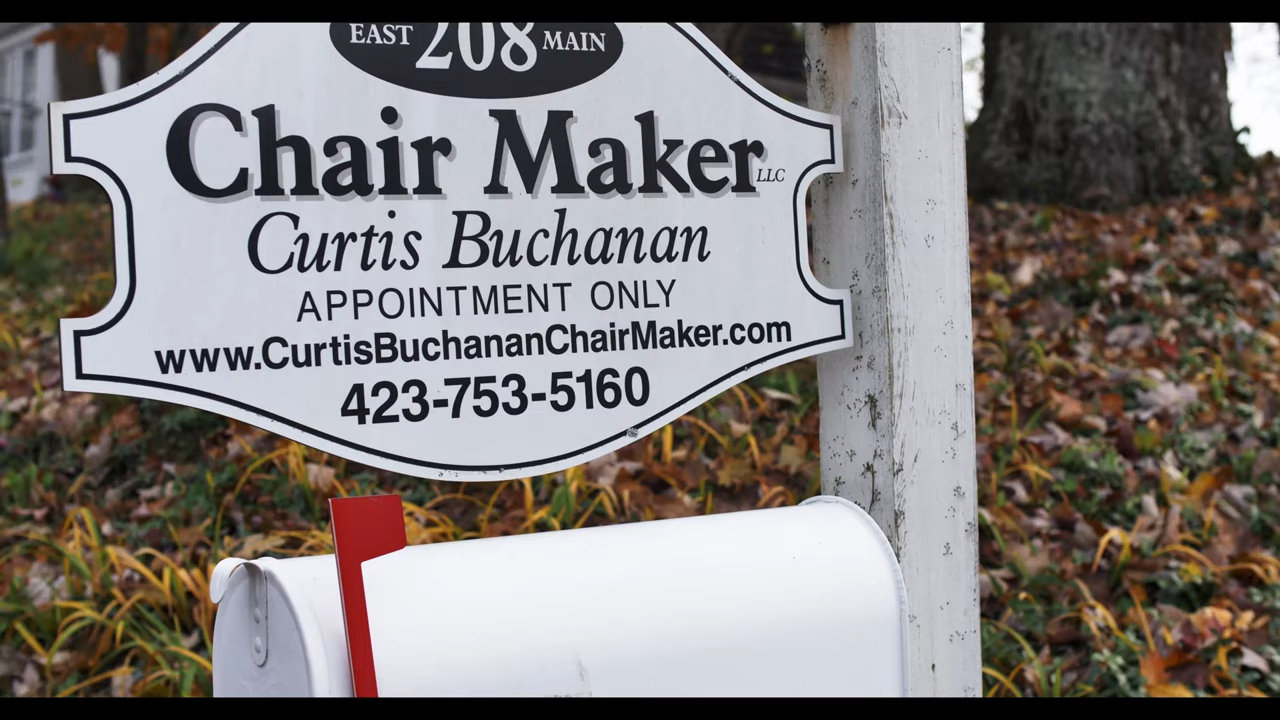 EAST 208 MAIN
Chair Maker LLC
Curtis Buchanan
APPOINTMENT ONLY
www.CurtisBuchananChairMaker.com
423-753-5160